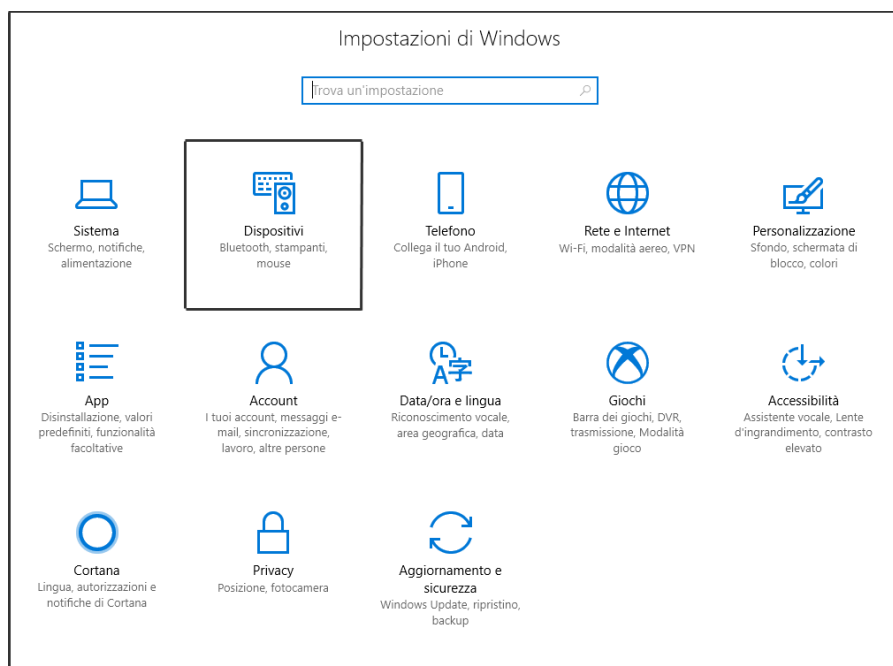 Impostazioni di Windows
Trova un'impostazione
Sistema
Schermo, notifiche,
alimentazione
Dispositivi
Bluetooth, stampanti,
mouse
Telefono
Collega il tuo Android,
iPhone
Rete e Internet
Wi-Fi, modalità aereo, VPN
Personalizzazione
Sfondo, schermata di
blocco, colori
App
Disinstallazione, valori
predefiniti, funzionalità
facoltative
Account
I tuoi account, messaggi e-
mail, sincronizzazione,
lavoro, altre persone
A字
Data/ora e lingua
Riconoscimento vocale,
area geografica, data
Giochi
Barra dei giochi, DVR,
trasmissione, Modalità
gioco
Accessibilità
Assistente vocale, Lente
d'ingrandimento, contrasto
elevato
Cortana
Lingua, autorizzazioni e
notifiche di Cortana
Privacy
Posizione, fotocamera
Aggiornamento e
sicurezza
Windows Update, ripristino,
backup